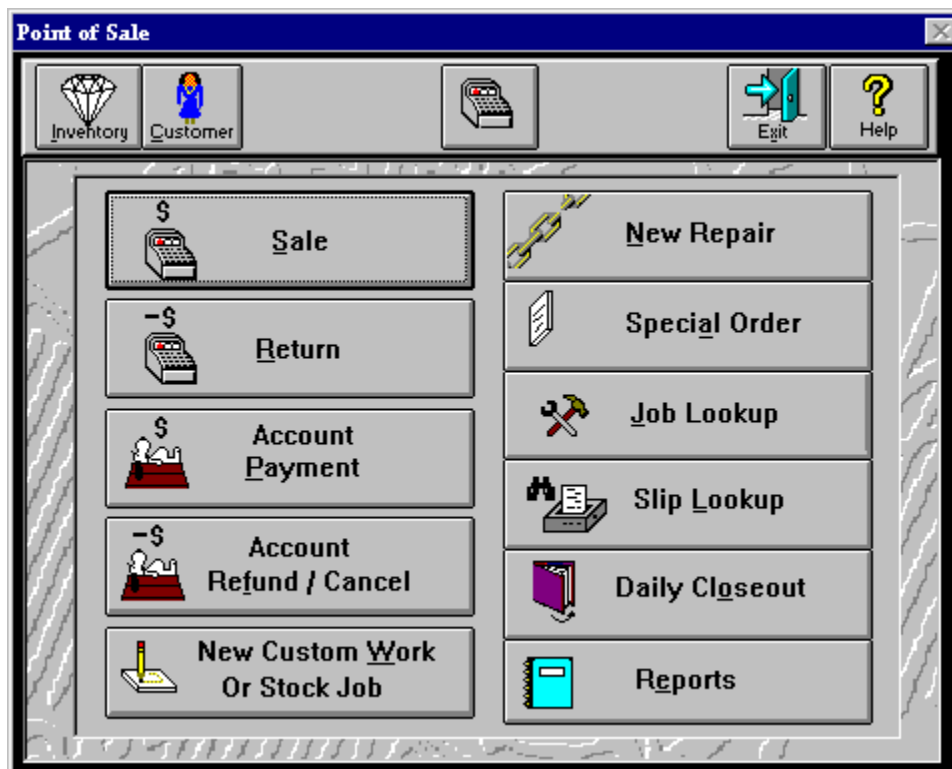 Point of Sale
Inventory
Customer
Exit
Help
$
Sale
-$
Return
$
Account
Payment
-$
Account
Refund / Cancel
New Custom Work
Or Stock Job
New Repair
Special Order
Job Lookup
Slip Lookup
Daily Closeout
Reports